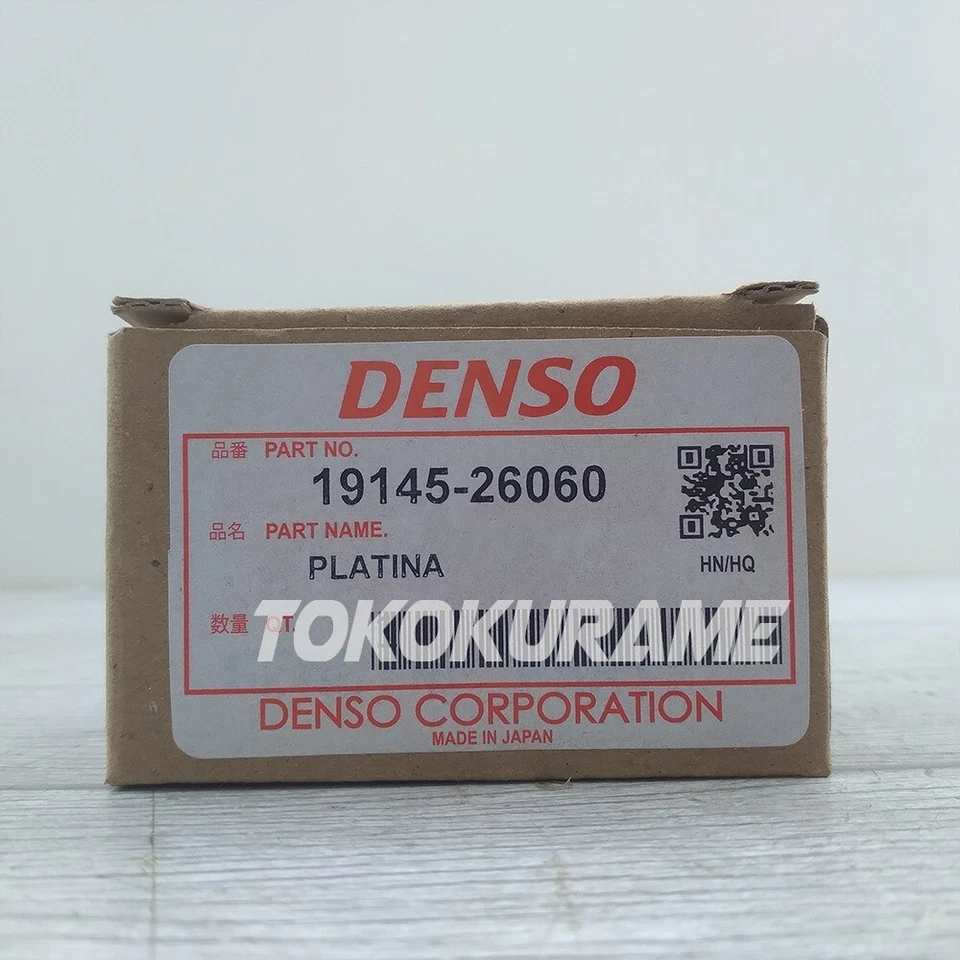 DENSO
品番 PART NO.
19145-26060
品名 PART NAME.
PLATINA
HN/HQ
数量 QT.
TOKOKURAME
DENSO CORPORATION
MADE IN JAPAN